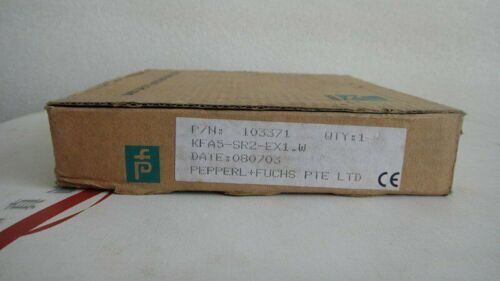 P/N: 103371 QTY:1
KFA5-SR2-EX1.W
DATE:080703
PEPPERL+FUCHS PTE LTD
CE